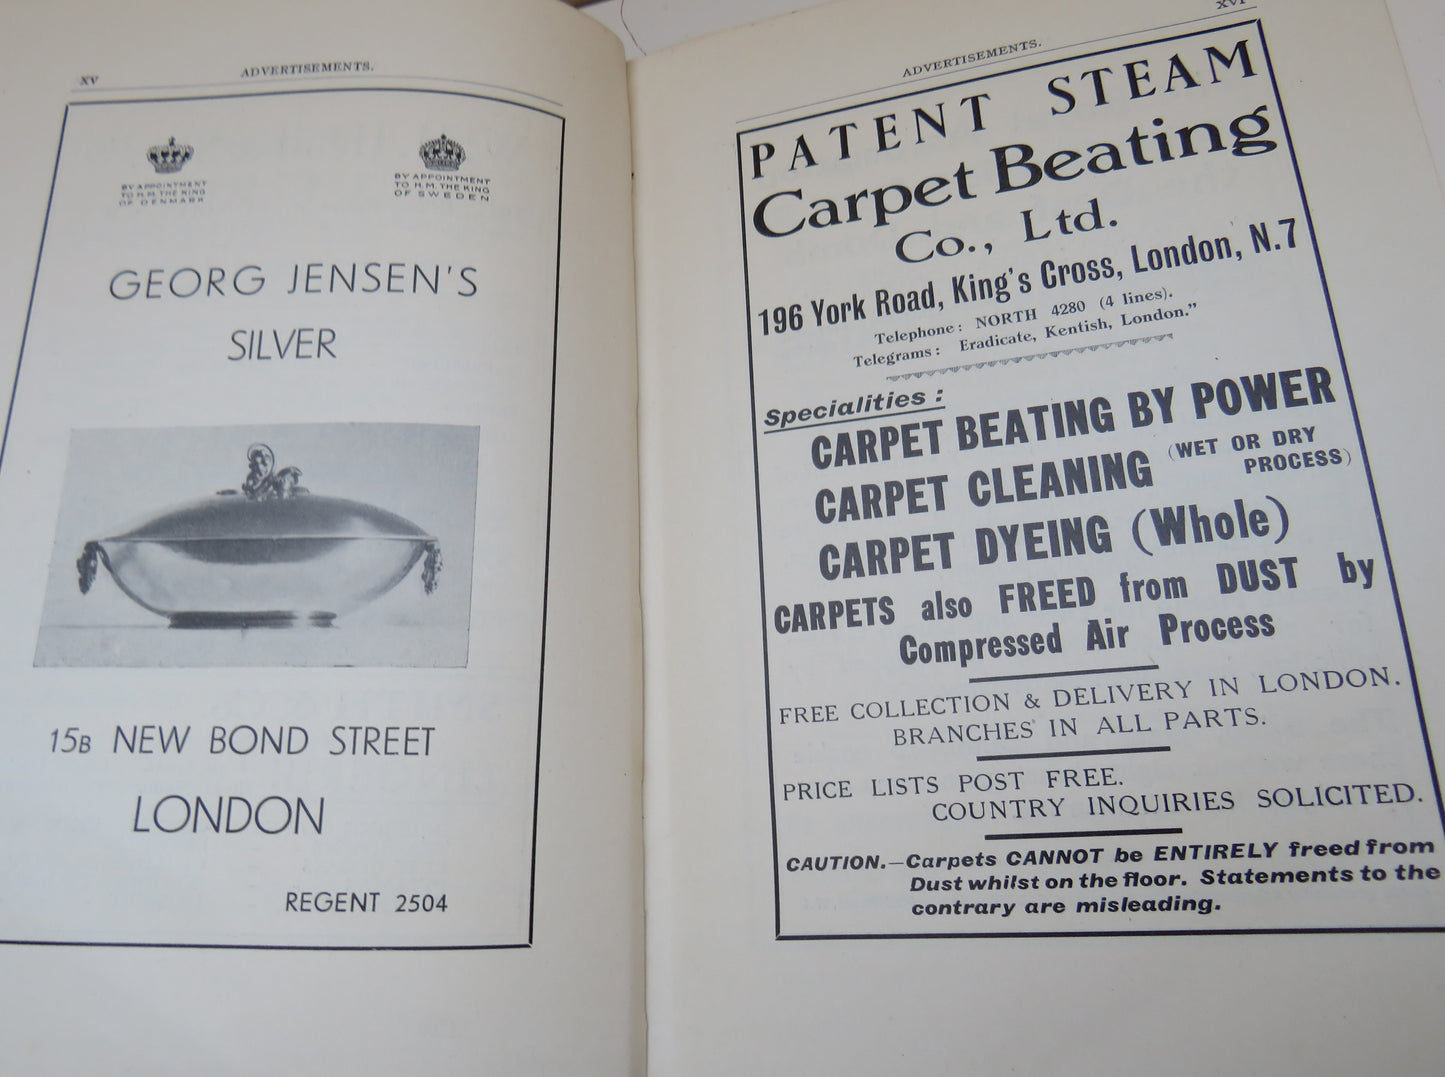 XV
ADVERTISEMENTS.
BY APPOINTMENT
TO H.M. THE KING
OF DENMARK
BY APPOINTMENT
TO H.M. THE KING
OF SWEDEN
GEORG JENSEN'S
SILVER
15B NEW BOND STREET
LONDON
REGENT 2504
ADVERTISEMENTS.
XVI
PATENT STEAM
Carpet Beating
Co., Ltd.
196 York Road, King's Cross, London, N.7
Telephone: NORTH 4280 (4 lines).
Telegrams: Eradicate, Kentish, London."
Specialities:
CARPET BEATING BY POWER
CARPET CLEANING (WET OR DRY PROCESS)
CARPET DYEING (Whole)
CARPETS also FREED from DUST by
Compressed Air Process
FREE COLLECTION & DELIVERY IN LONDON.
BRANCHES IN ALL PARTS.
PRICE LISTS POST FREE.
COUNTRY INQUIRIES SOLICITED.
CAUTION.—Carpets CANNOT be ENTIRELY freed from
Dust whilst on the floor. Statements to the
contrary are misleading.